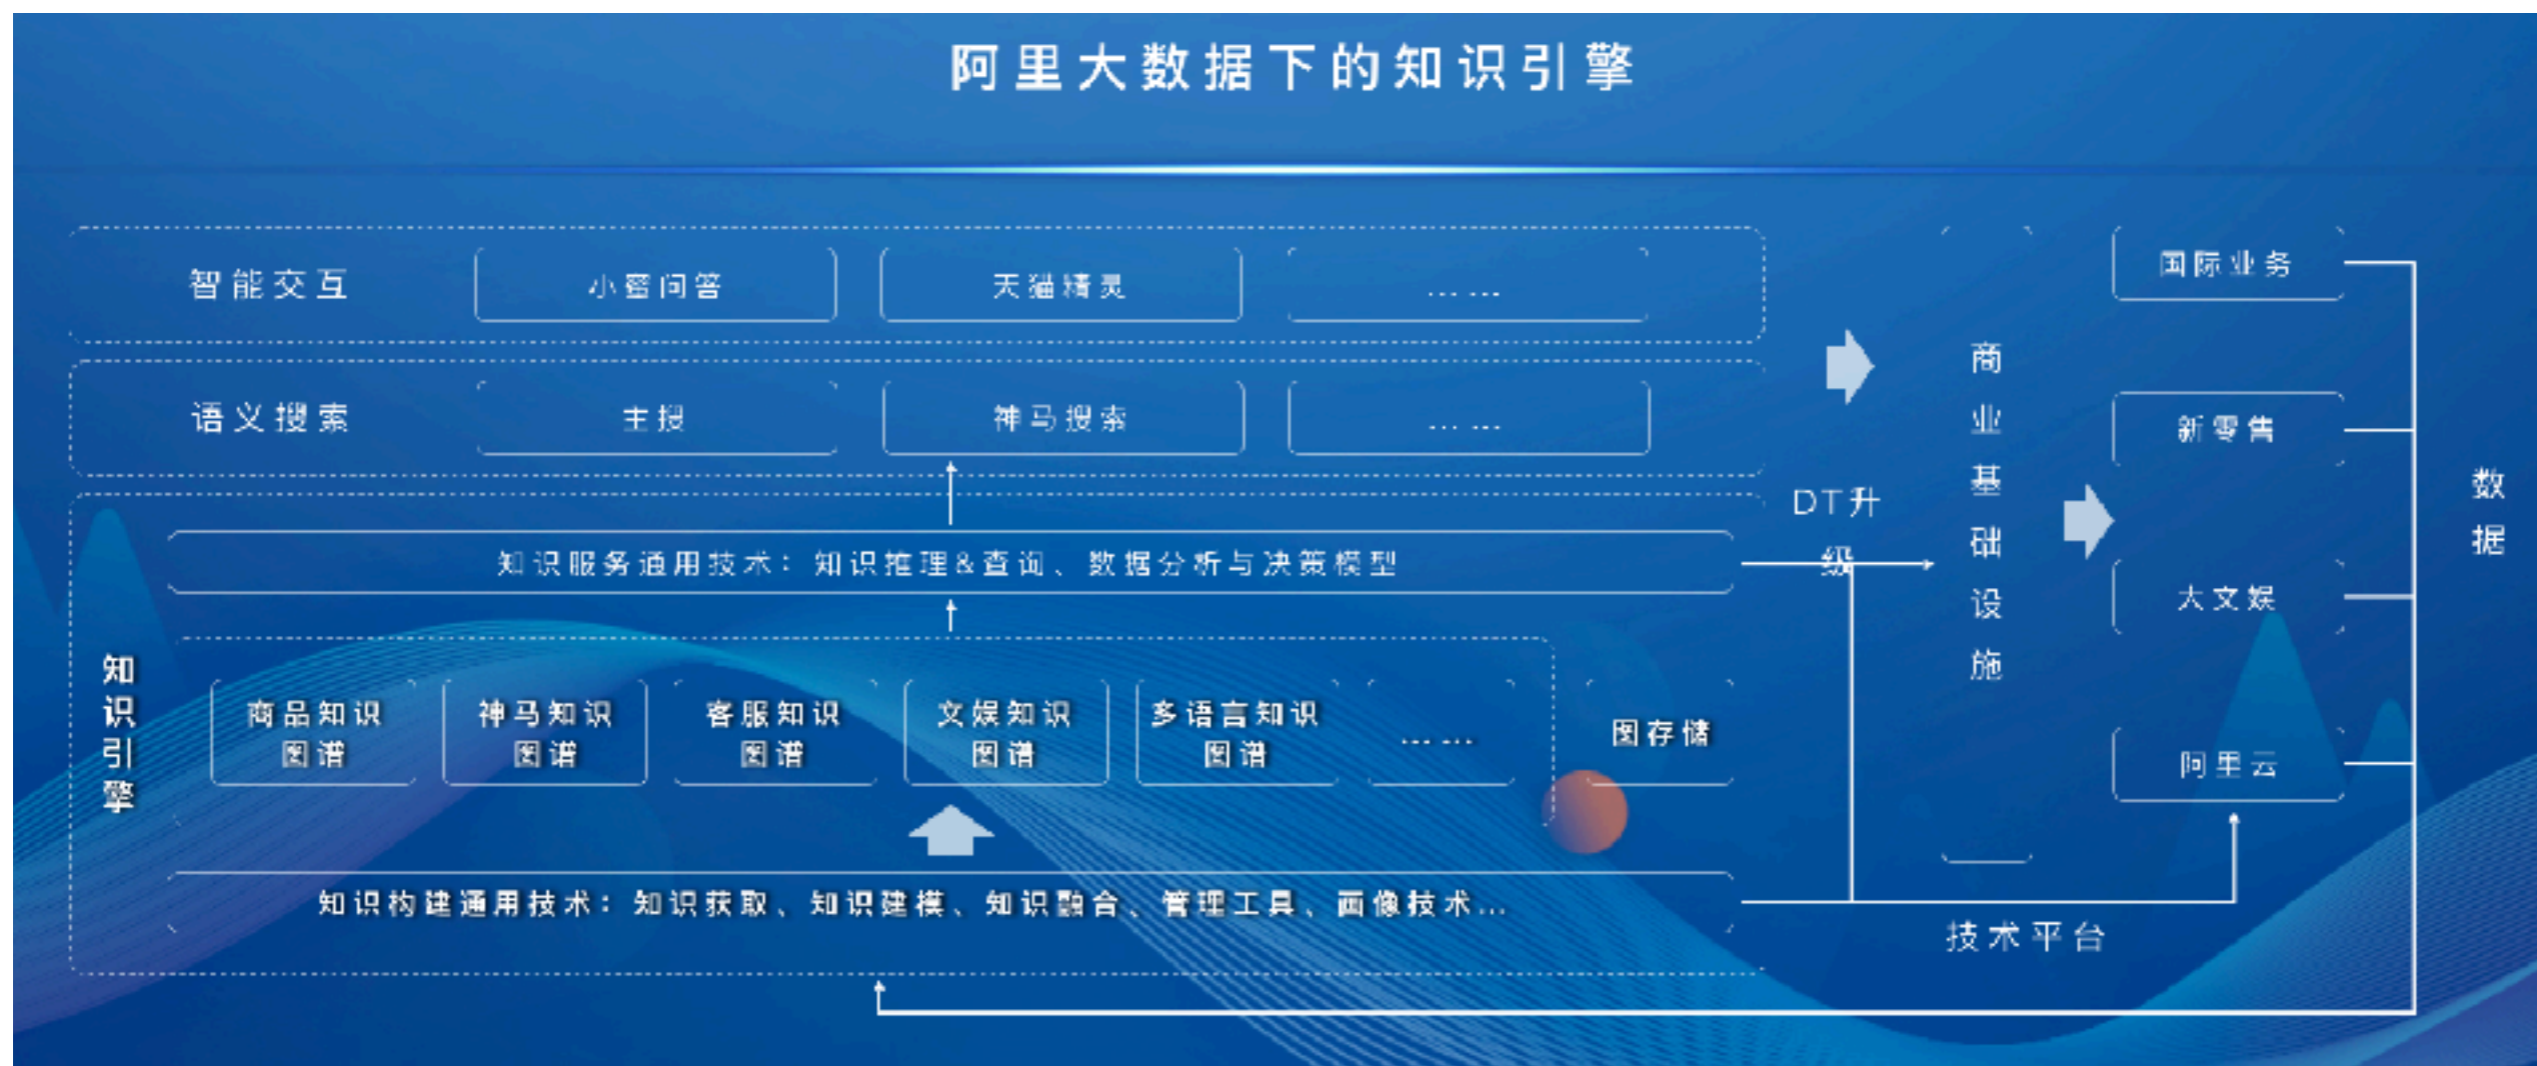 阿里大数据下的知识引擎
智能交互
小蜜问答
天猫精灵
... ...
语义搜索
主搜
神马搜索
... ...
知识引擎
知识服务通用技术：知识推理&查询、数据分析与决策模型
商品知识
图谱
神马知识
图谱
客服知识
图谱
文娱知识
图谱
多语言知识
图谱
... ...
图存储
知识构建通用技术：知识获取、知识建模、知识融合、管理工具、画像技术...
DT升
级
商业基础设施
国际业务
新零售
大文娱
阿里云
数据
技术平台